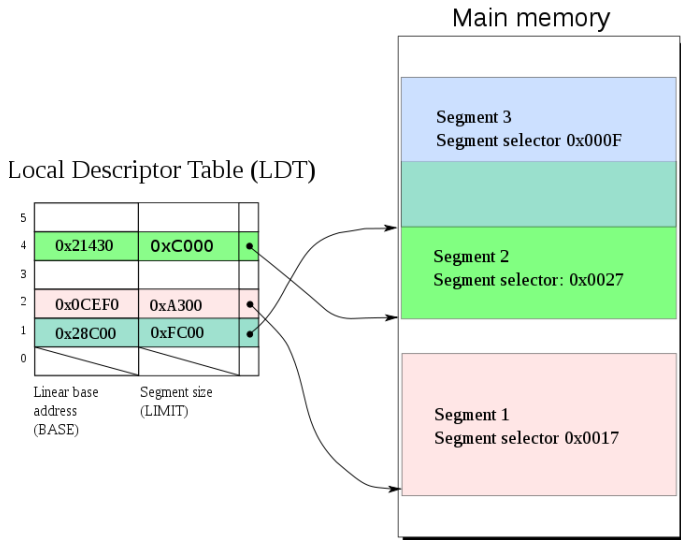 Main memory
Segment 3
Segment selector 0x000F
Local Descriptor Table (LDT)
5
4 0x21430 0xC000
3
2 0x0CEF0 0xA300
1 0x28C00 0xFC00
0
Linear base
address
(BASE)
Segment size
(LIMIT)
Segment 2
Segment selector: 0x0027
Segment 1
Segment selector 0x0017